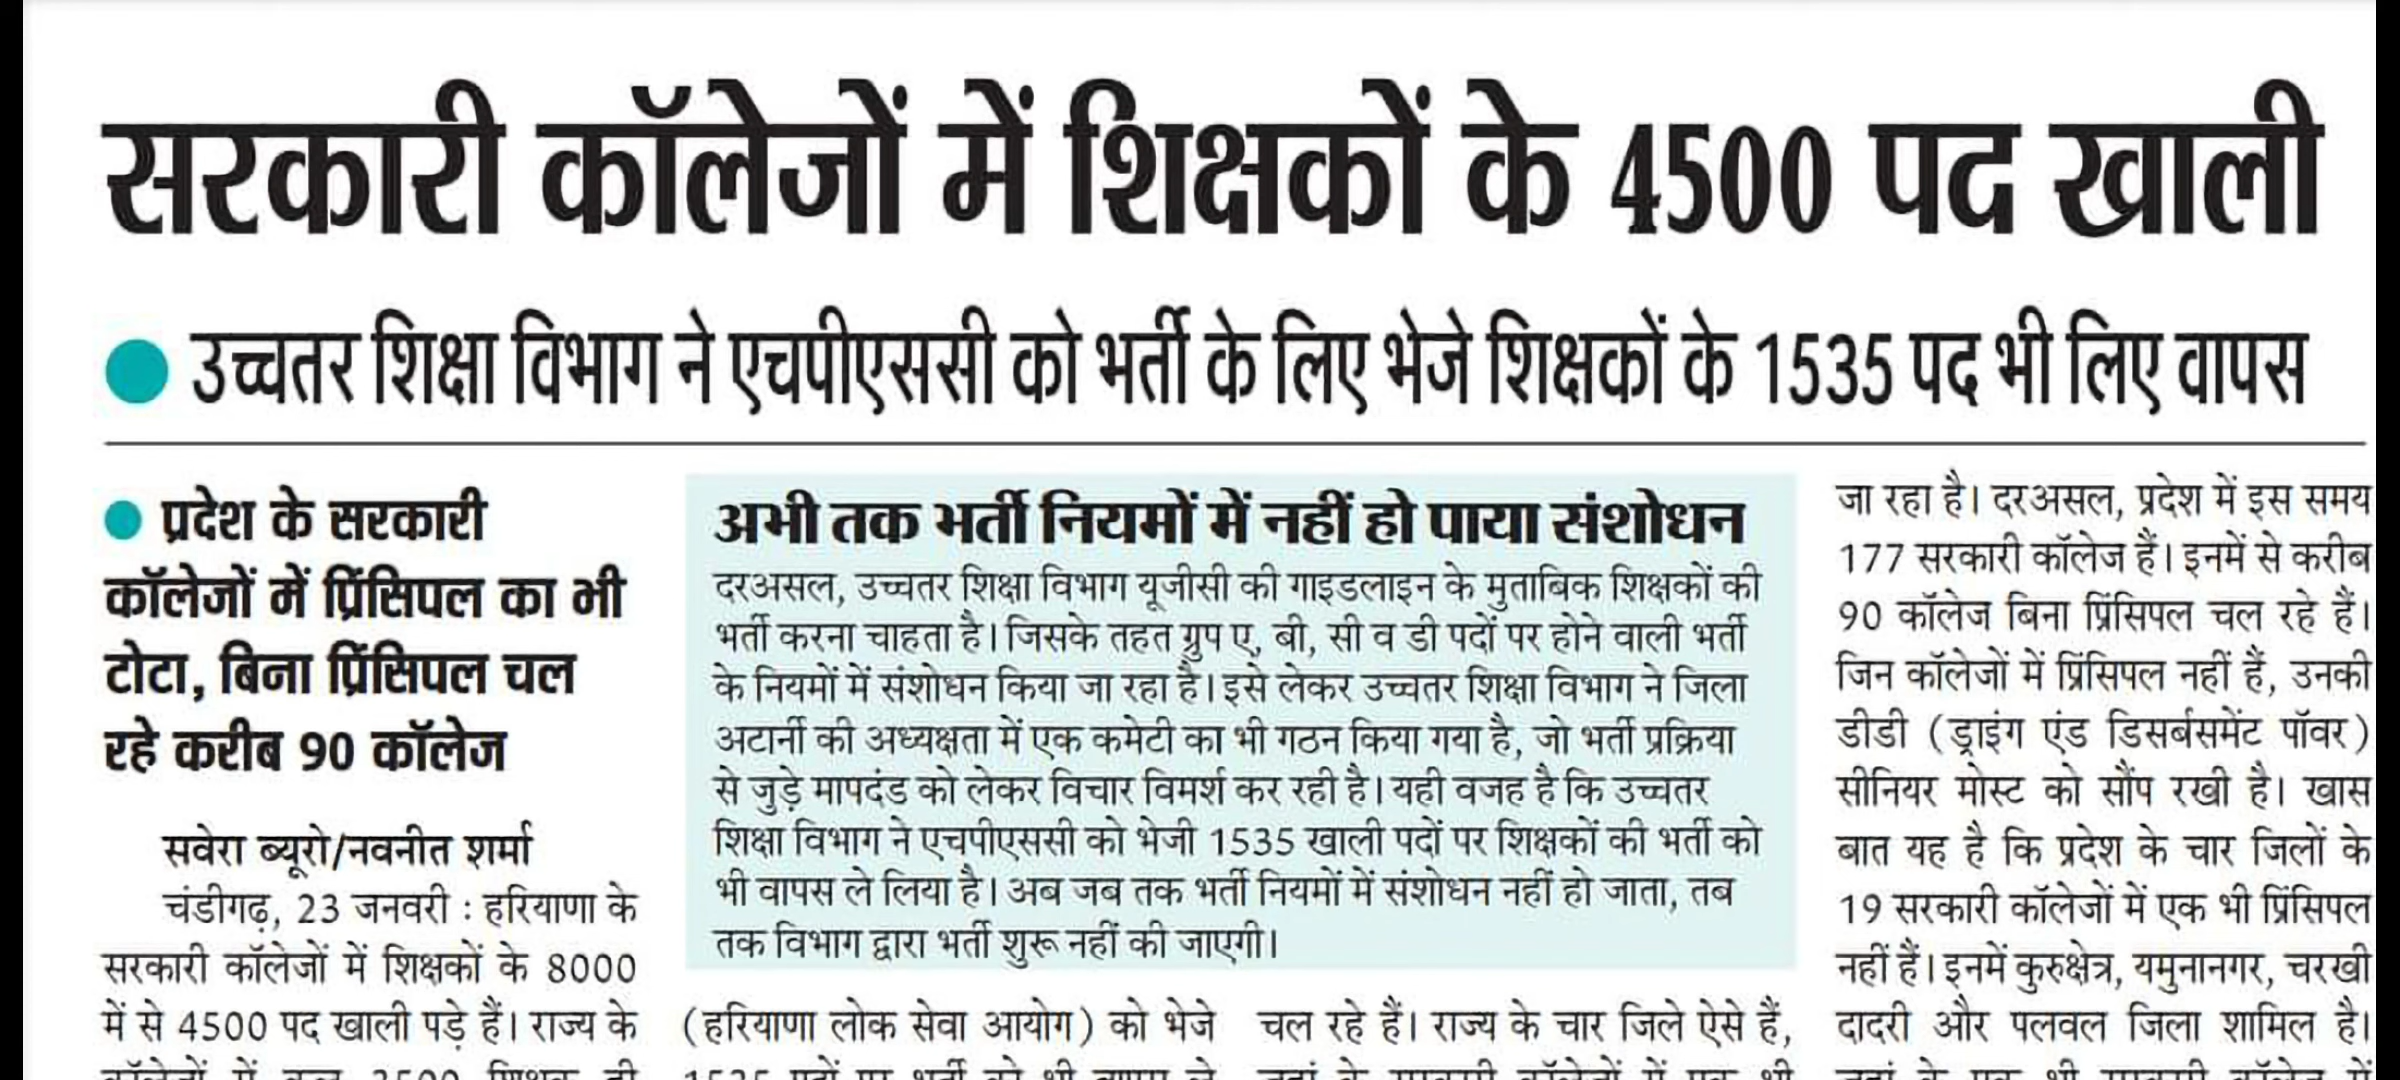 सरकारी कॉलेजों में शिक्षकों के 4500 पद खाली
● उच्चतर शिक्षा विभाग ने एचपीएससी को भर्ती के लिए भेजे शिक्षकों के 1535 पद भी लिए वापस
● प्रदेश के सरकारी
कॉलेजों में प्रिंसिपल का भी
टोटा, बिना प्रिंसिपल चल
रहे करीब 90 कॉलेज
सवेरा ब्यूरो/नवनीत शर्मा
चंडीगढ़, 23 जनवरी : हरियाणा के
सरकारी कॉलेजों में शिक्षकों के 8000
में से 4500 पद खाली पड़े हैं। राज्य के
अभी तक भर्ती नियमों में नहीं हो पाया संशोधन
दरअसल, उच्चतर शिक्षा विभाग यूजीसी की गाइडलाइन के मुताबिक शिक्षकों की
भर्ती करना चाहता है। जिसके तहत ग्रुप ए, बी, सी व डी पदों पर होने वाली भर्ती
के नियमों में संशोधन किया जा रहा है। इसे लेकर उच्चतर शिक्षा विभाग ने जिला
अटार्नी की अध्यक्षता में एक कमेटी का भी गठन किया गया है, जो भर्ती प्रक्रिया
से जुड़े मापदंड को लेकर विचार विमर्श कर रही है। यही वजह है कि उच्चतर
शिक्षा विभाग ने एचपीएससी को भेजी 1535 खाली पदों पर शिक्षकों की भर्ती को
भी वापस ले लिया है। अब जब तक भर्ती नियमों में संशोधन नहीं हो जाता, तब
तक विभाग द्वारा भर्ती शुरू नहीं की जाएगी।
(हरियाणा लोक सेवा आयोग) को भेजे
चल रहे हैं। राज्य के चार जिले ऐसे हैं,
जा रहा है। दरअसल, प्रदेश में इस समय
177 सरकारी कॉलेज हैं। इनमें से करीब
90 कॉलेज बिना प्रिंसिपल चल रहे हैं।
जिन कॉलेजों में प्रिंसिपल नहीं हैं, उनकी
डीडी (ड्राइंग एंड डिसर्बसमेंट पॉवर)
सीनियर मोस्ट को सौंप रखी है। खास
बात यह है कि प्रदेश के चार जिलों के
19 सरकारी कॉलेजों में एक भी प्रिंसिपल
नहीं हैं। इनमें कुरुक्षेत्र, यमुनानगर, चरखी
दादरी और पलवल जिला शामिल है।